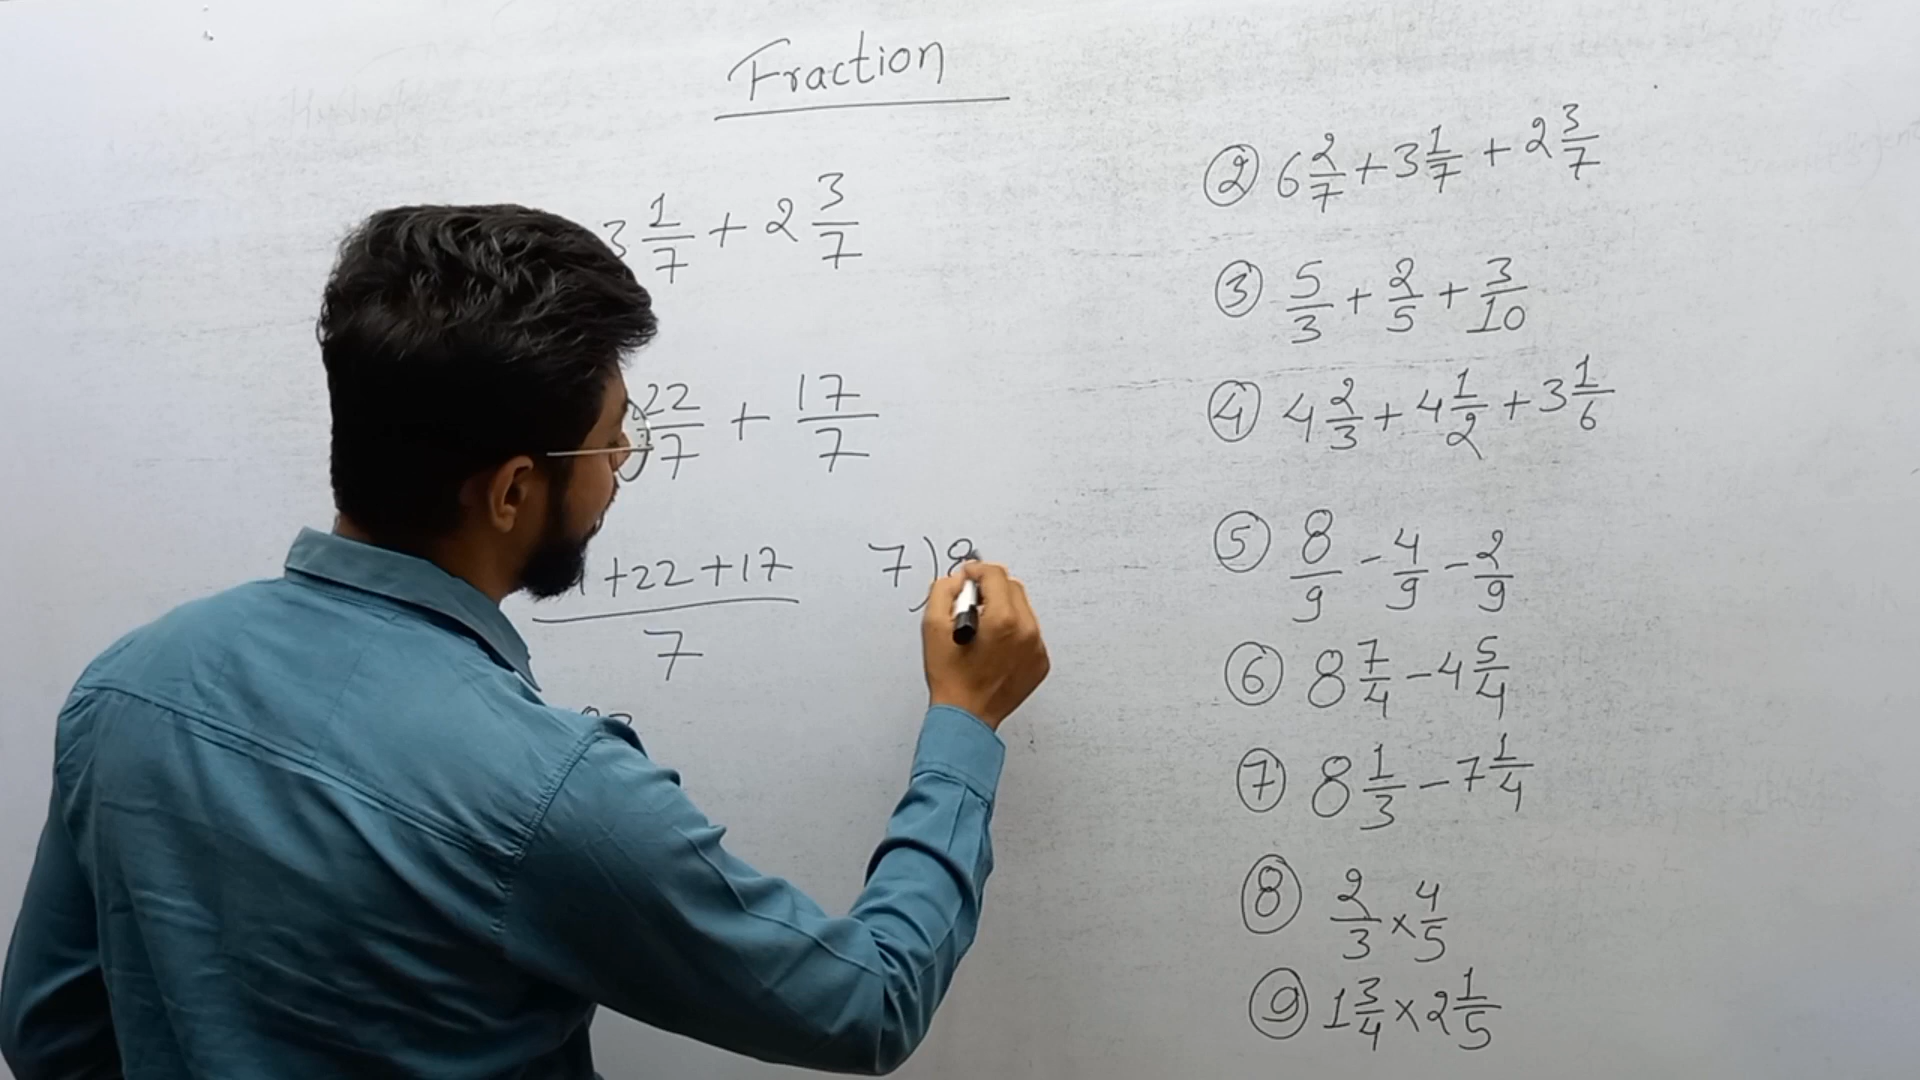 Fraction
3 1/7 + 2 3/7
22/7 + 17/7
+22+17 / 7
7)8
② 6 2/7 + 3 1/7 + 2 3/7
③ 5/3 + 2/5 + 3/10
④ 4 2/3 + 4 1/2 + 3 1/6
⑤ 8/9 - 4/9 - 2/9
⑥ 8 7/4 - 4 5/4
⑦ 8 1/3 - 7 1/4
⑧ 2/3 × 4/5
⑨ 1 3/4 × 2 1/5